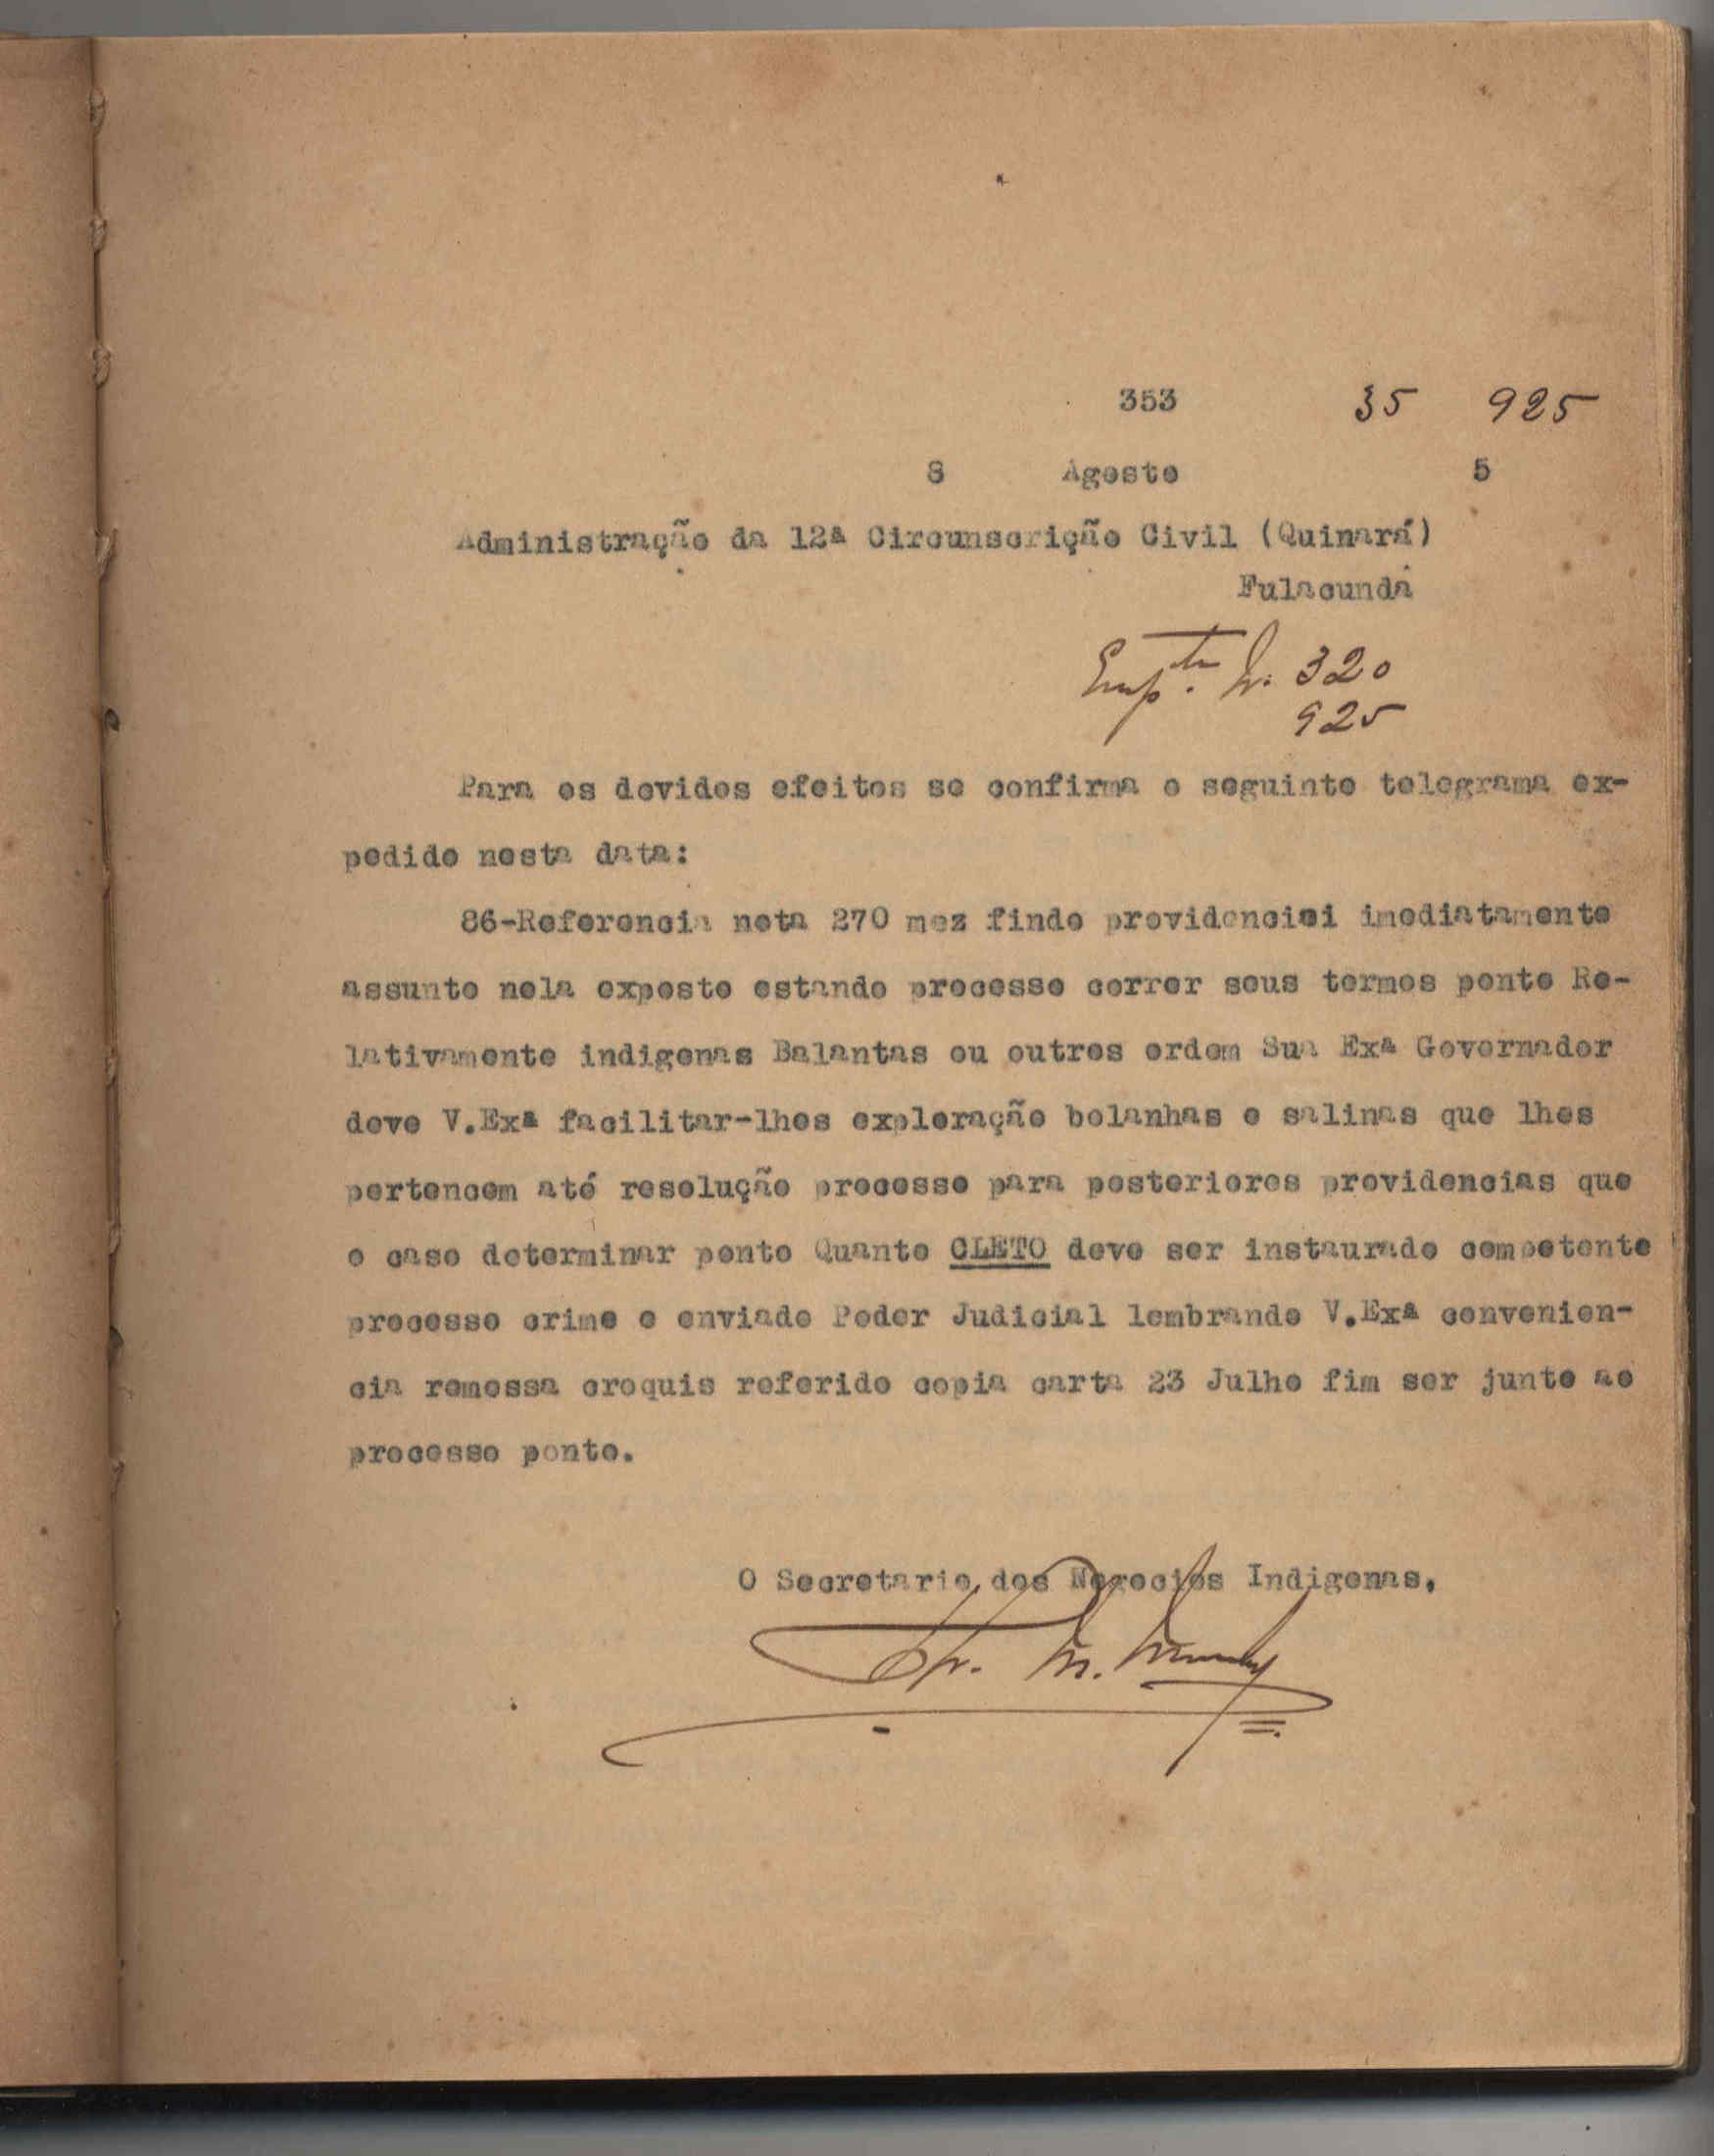 353 35 925
8 Agosto 5
Administração da 12ª Circunscrição Civil (Quinará)
Fulacunda
320
925
Para os devidos efeitos se confirma o seguinte telegrama ex-
pedido nesta data:
86-Referencia nota 270 mez findo providenciei imediatamente
assunto nela exposto estando processo correr seus termos ponto Re-
lativamente indigenas Balantas ou outros ordem Sua Exª Governador
deve V.Exª facilitar-lhes exploração bolanhas e salinas que lhes
pertencem até resolução processo para posteriores providencias que
o caso determinar ponto Quanto CLETO deve ser instaurado competente
processo crime e enviado Poder Judicial lembrando V.Exª convenien-
cia remessa croquis referido copia carta 23 Julho fim ser junto ao
processo ponto.
O Secretario dos Negocios Indigenas,